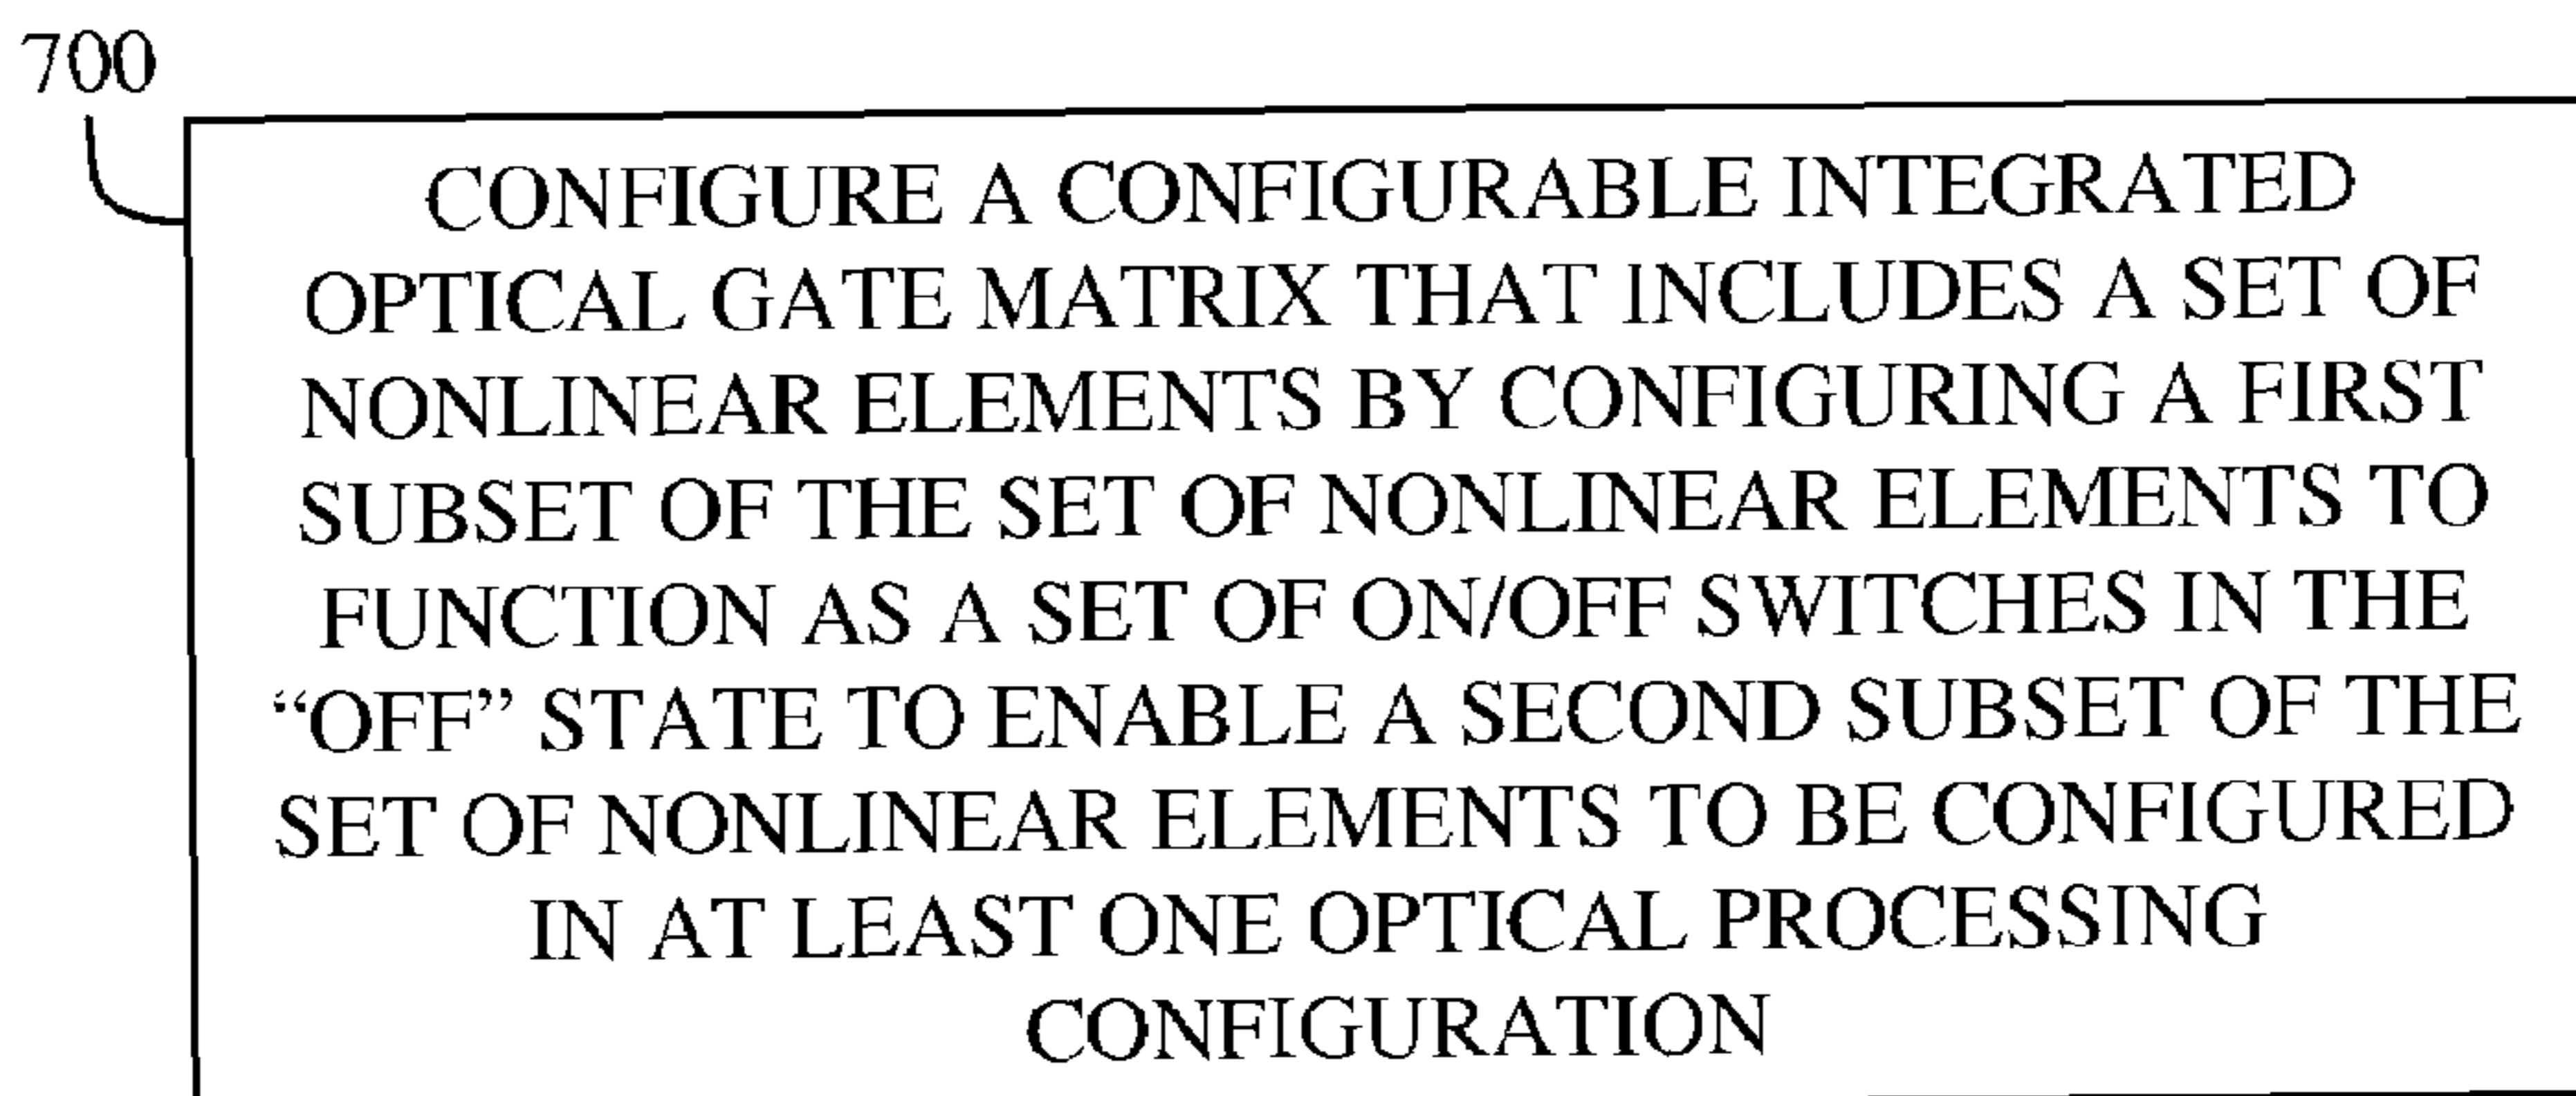 700
CONFIGURE A CONFIGURABLE INTEGRATED
OPTICAL GATE MATRIX THAT INCLUDES A SET OF
NONLINEAR ELEMENTS BY CONFIGURING A FIRST
SUBSET OF THE SET OF NONLINEAR ELEMENTS TO
FUNCTION AS A SET OF ON/OFF SWITCHES IN THE
“OFF” STATE TO ENABLE A SECOND SUBSET OF THE
SET OF NONLINEAR ELEMENTS TO BE CONFIGURED
IN AT LEAST ONE OPTICAL PROCESSING
CONFIGURATION